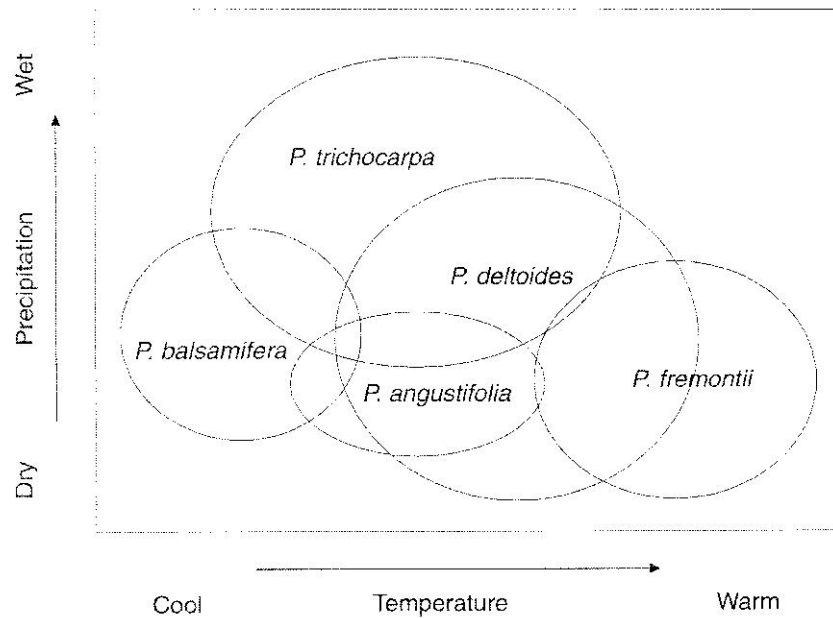 Wet
P. trichocarpa
Precipitation
P. deltoides
P. balsamifera
P. angustifolia
P. fremontii
Dry
Cool
Temperature
Warm